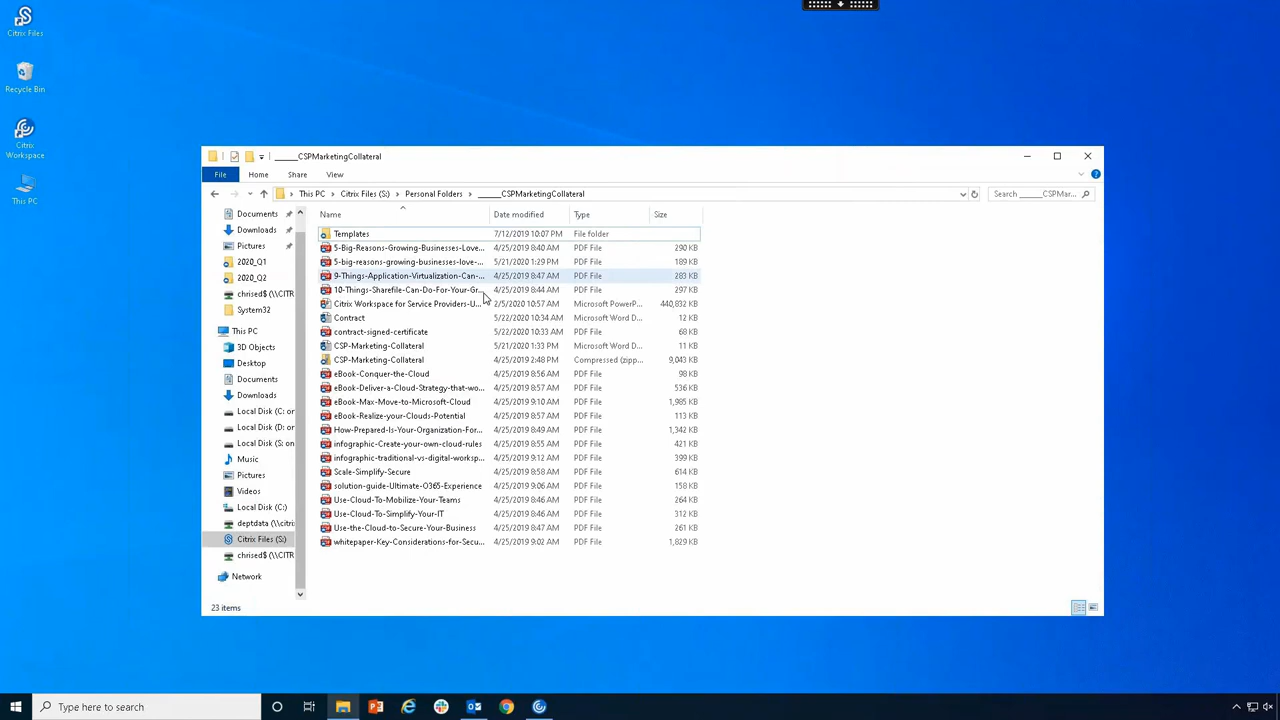 Citrix Files
Recycle Bin
Citrix
Workspace
This PC
______CSPMarketingCollateral
File Home Share View
This PC Citrix Files (S:) Personal Folders ______CSPMarketingCollateral
Search ______CSPMar...
Documents
Downloads
Pictures
2020_Q1
2020_Q2
chrised$ (\\CITR
System32
This PC
3D Objects
Desktop
Documents
Downloads
Local Disk (C: on
Local Disk (D: on
Local Disk (S: on
Music
Pictures
Videos
Local Disk (C:)
deptdata (\\citrix
Citrix Files (S:)
chrised$ (\\CITR
Network
Name Date modified Type Size
Templates 7/12/2019 10:07 PM File folder
5-Big-Reasons-Growing-Businesses-Love... 4/25/2019 8:40 AM PDF File 290 KB
5-big-reasons-growing-businesses-love-... 5/21/2020 1:29 PM PDF File 189 KB
9-Things-Application-Virtualization-Can-... 4/25/2019 8:47 AM PDF File 283 KB
10-Things-Sharefile-Can-Do-For-Your-Gr... 4/25/2019 8:44 AM PDF File 297 KB
Citrix Workspace for Service Providers-U... 2/5/2020 10:57 AM Microsoft PowerP... 440,832 KB
Contract 5/22/2020 10:34 AM Microsoft Word D... 12 KB
contract-signed-certificate 5/22/2020 10:33 AM PDF File 68 KB
CSP-Marketing-Collateral 5/21/2020 1:33 PM Microsoft Word D... 11 KB
CSP-Marketing-Collateral 4/25/2019 2:48 PM Compressed (zipp... 9,043 KB
eBook-Conquer-the-Cloud 4/25/2019 8:56 AM PDF File 98 KB
eBook-Deliver-a-Cloud-Strategy-that-wo... 4/25/2019 8:57 AM PDF File 536 KB
eBook-Max-Move-to-Microsoft-Cloud 4/25/2019 9:10 AM PDF File 1,985 KB
eBook-Realize-your-Clouds-Potential 4/25/2019 8:57 AM PDF File 113 KB
How-Prepared-Is-Your-Organization-For... 4/25/2019 8:49 AM PDF File 1,342 KB
infographic-Create-your-own-cloud-rules 4/25/2019 8:55 AM PDF File 421 KB
infographic-traditional-vs-digital-worksp... 4/25/2019 9:12 AM PDF File 399 KB
Scale-Simplify-Secure 4/25/2019 8:58 AM PDF File 614 KB
solution-guide-Ultimate-O365-Experience 4/25/2019 9:06 AM PDF File 158 KB
Use-Cloud-To-Mobilize-Your-Teams 4/25/2019 8:46 AM PDF File 264 KB
Use-Cloud-To-Simplify-Your-IT 4/25/2019 8:46 AM PDF File 312 KB
Use-the-Cloud-to-Secure-Your-Business 4/25/2019 8:47 AM PDF File 261 KB
whitepaper-Key-Considerations-for-Secu... 4/25/2019 9:02 AM PDF File 1,829 KB
23 items
Type here to search